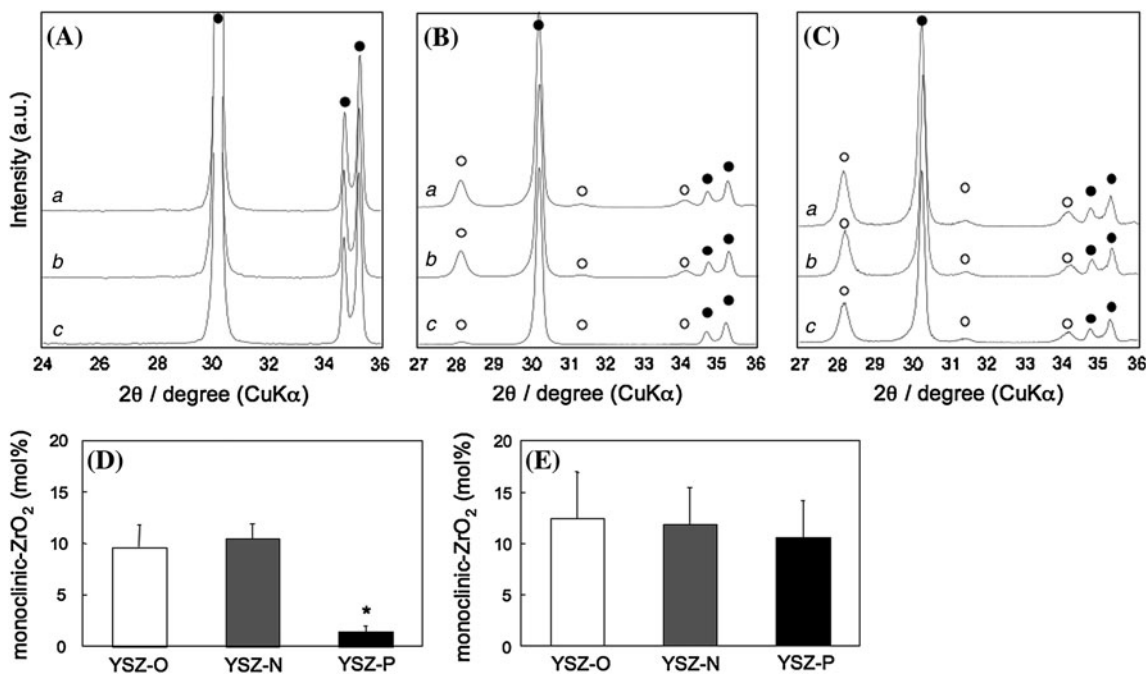 (A)
(B)
(C)
Intensity (a.u.)
a
b
c
a
b
c
a
b
c
24 26 28 30 32 34 36
27 28 29 30 31 32 33 34 35 36
27 28 29 30 31 32 33 34 35 36
2θ / degree (CuKα)
2θ / degree (CuKα)
2θ / degree (CuKα)
(D)
monoclinic-ZrO₂ (mol%)
20
15
10
5
0
*
YSZ-O YSZ-N YSZ-P
(E)
monoclinic-ZrO₂ (mol%)
20
15
10
5
0
YSZ-O YSZ-N YSZ-P